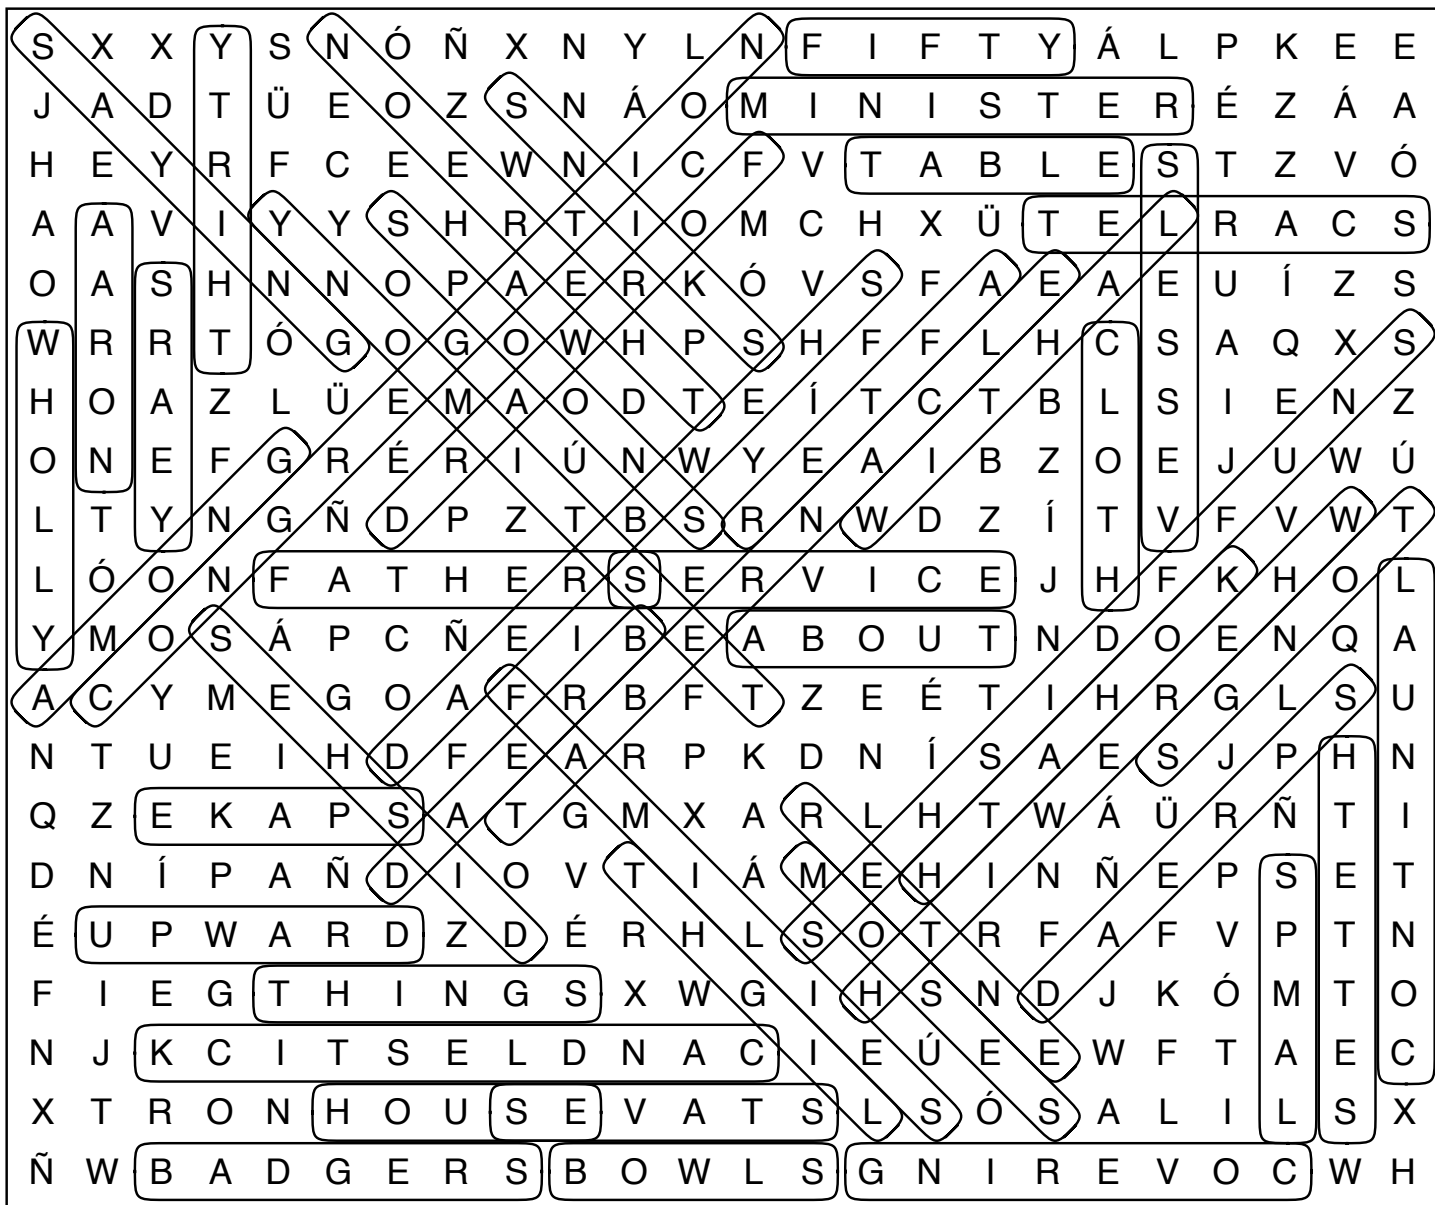 S X X Y S N Ó Ñ X N Y L N F I F T Y Á L P K E E
J A D T Ü E O Z S N Á O M I N I S T E R É Z Á A
H E Y R F C E E W N I C F V T A B L E S T Z V Ó
A A V I Y Y S H R T I O M C H X Ü T E L R A C S
O A S H N N O P A E R K Ó V S F A E A E U Í Z S
W R R T Ó G O G O W H P S H F F L H C S A Q X S
H O A Z L Ü E M A O D T E Í T C T B L S I E N Z
O N E F G R É R I Ú N W Y E A I B Z O E J U W Ú
L T Y N G Ñ D P Z T B S R N W D Z Í T V F V W T
L Ó O N F A T H E R S E R V I C E J H F K H O L
Y M O S Á P C Ñ E I B E A B O U T N D O E N Q A
A C Y M E G O A F R B F T Z E É T I H R G L S U
N T U E I H D F E A R P K D N Í S A E S J P H N
Q Z E K A P S A T G M X A R L H T W Á Ü R Ñ T I
D N Í P A Ñ D I O V T I Á M E H I N Ñ E P S E T
É U P W A R D Z D É R H L S O T R F A F V P T N
F I E G T H I N G S X W G I H S N D J K Ó M T O
N J K C I T S E L D N A C I E Ú E E W F T A E C
X T R O N H O U S E V A T S L S Ó S A L I L S X
Ñ W B A D G E R S B O W L S G N I R E V O C W H